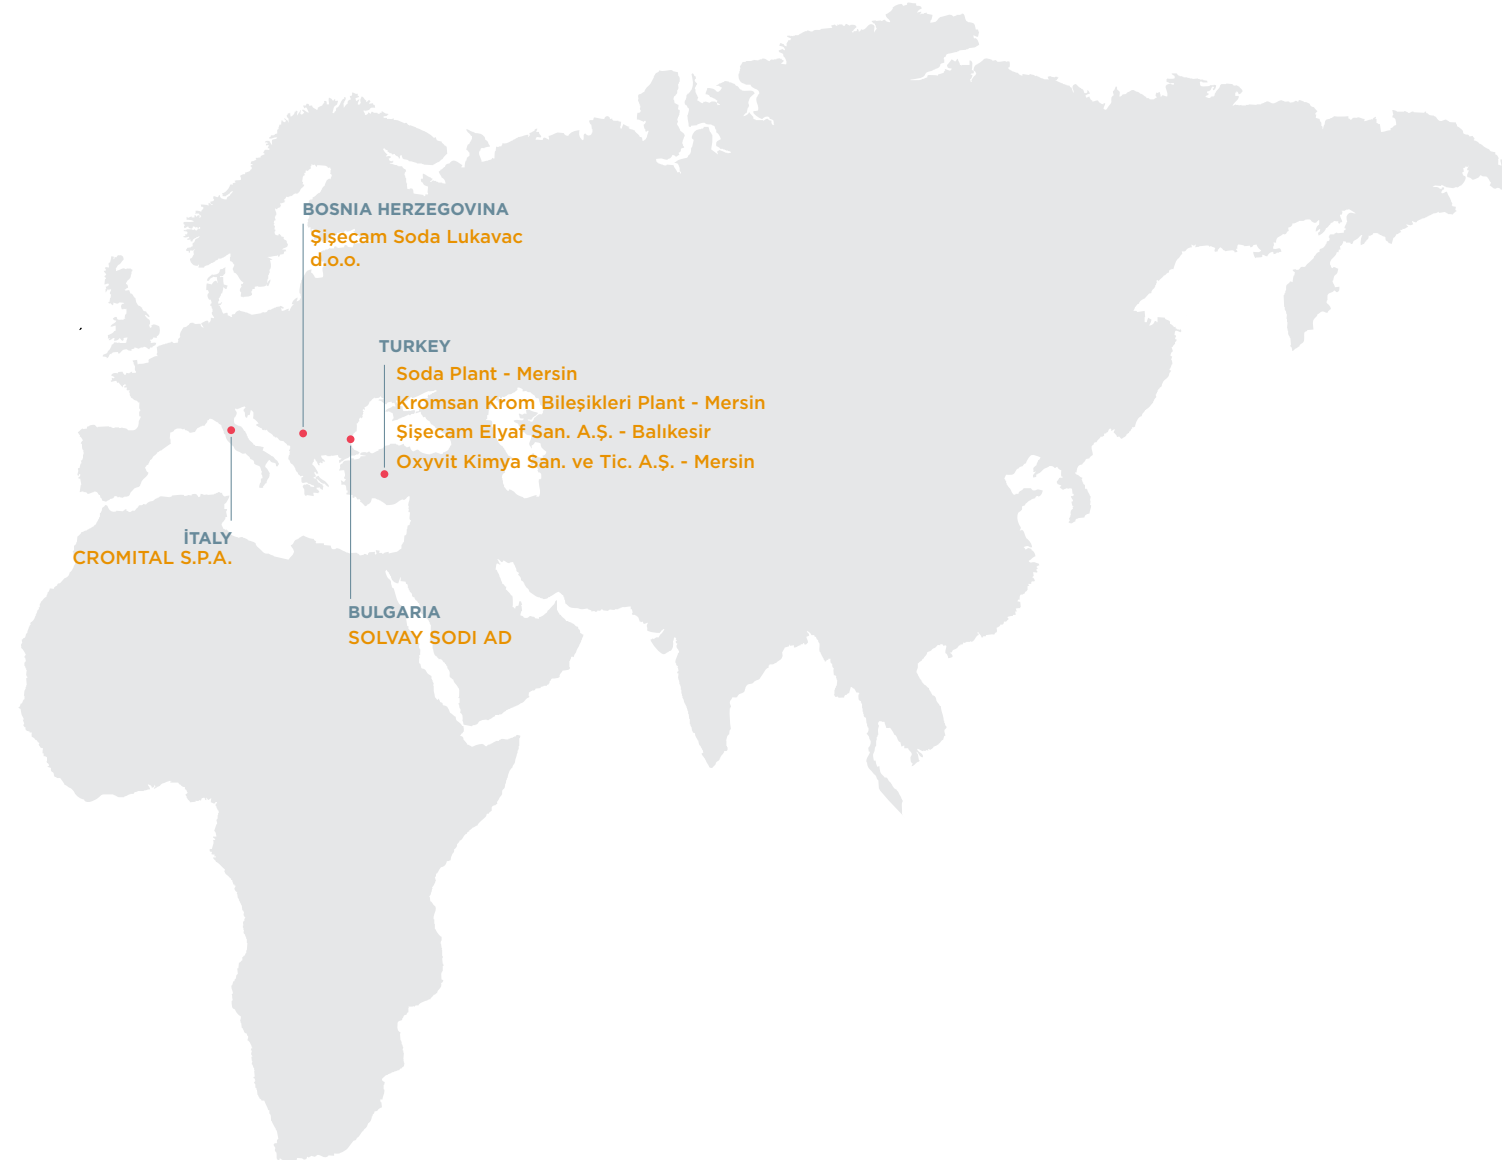 BOSNIA HERZEGOVINA
Şişecam Soda Lukavac
d.o.o.
TURKEY
Soda Plant - Mersin
Kromsan Krom Bileşikleri Plant - Mersin
Şişecam Elyaf San. A.Ş. - Balıkesir
Oxyvit Kimya San. ve Tic. A.Ş. - Mersin
İTALY
CROMITAL S.P.A.
BULGARIA
SOLVAY SODI AD